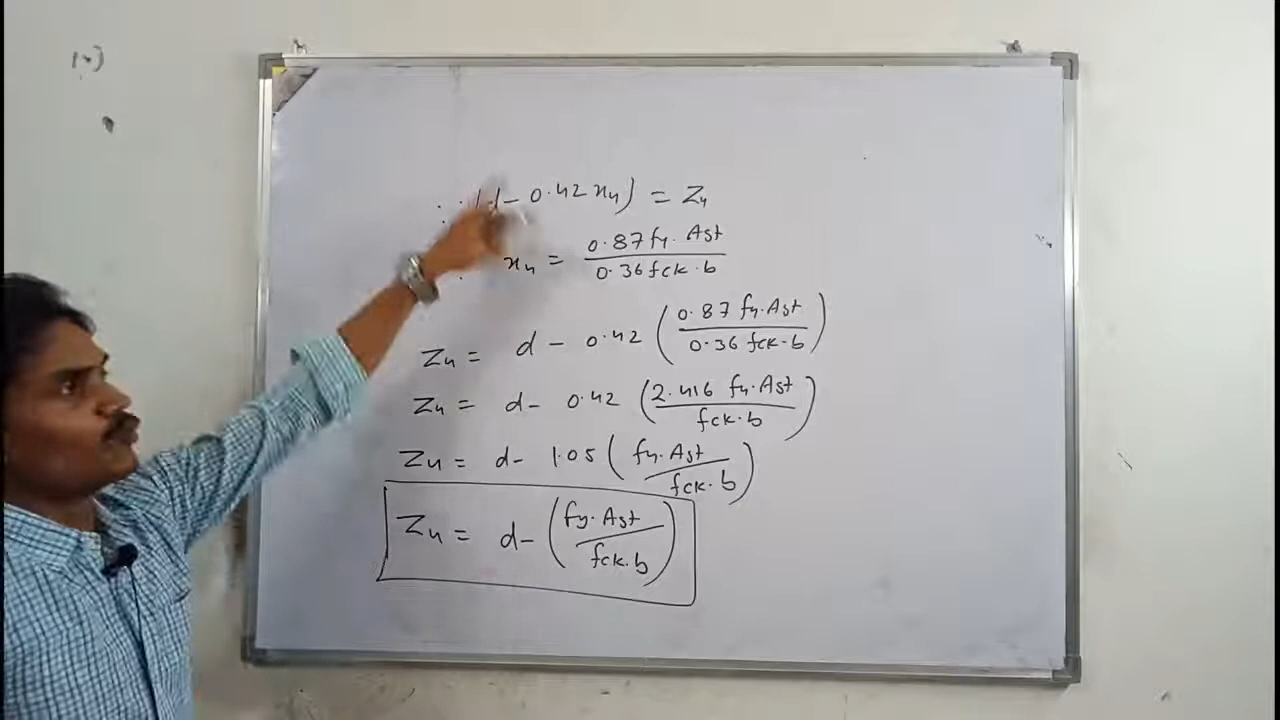 ∴ (d - 0.42 xu) = Zu
xu = 0.87 fy. Ast / 0.36 fck. b
Zu = d - 0.42 (0.87 fy. Ast / 0.36 fck. b)
Zu = d - 0.42 (2.416 fy. Ast / fck. b)
Zu = d - 1.05 (fy. Ast / fck. b)
Zu = d - (fy. Ast / fck. b)